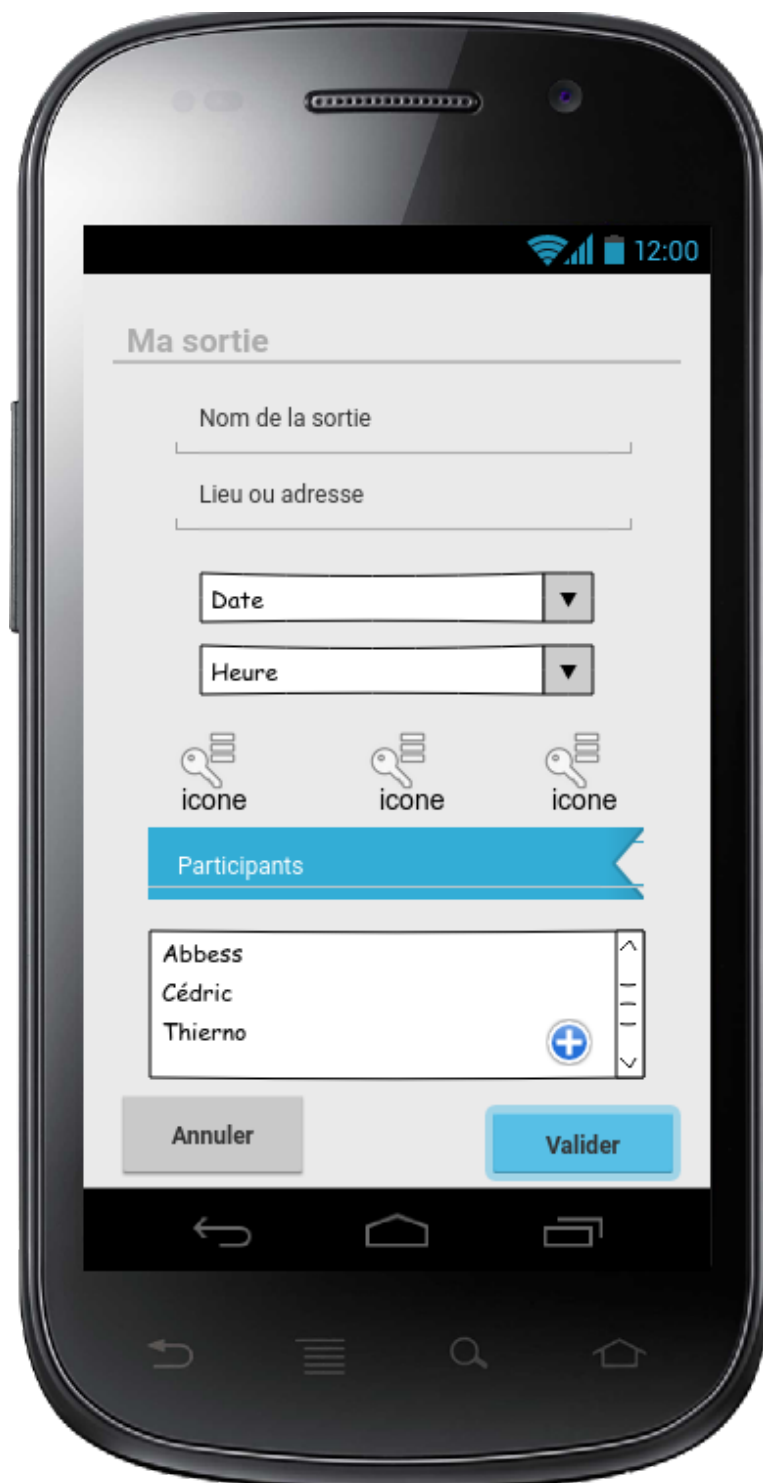 12:00
Ma sortie
Nom de la sortie
Lieu ou adresse
Date
Heure
icone icone icone
Participants
Abbess
Cédric
Thierno
Annuler Valider